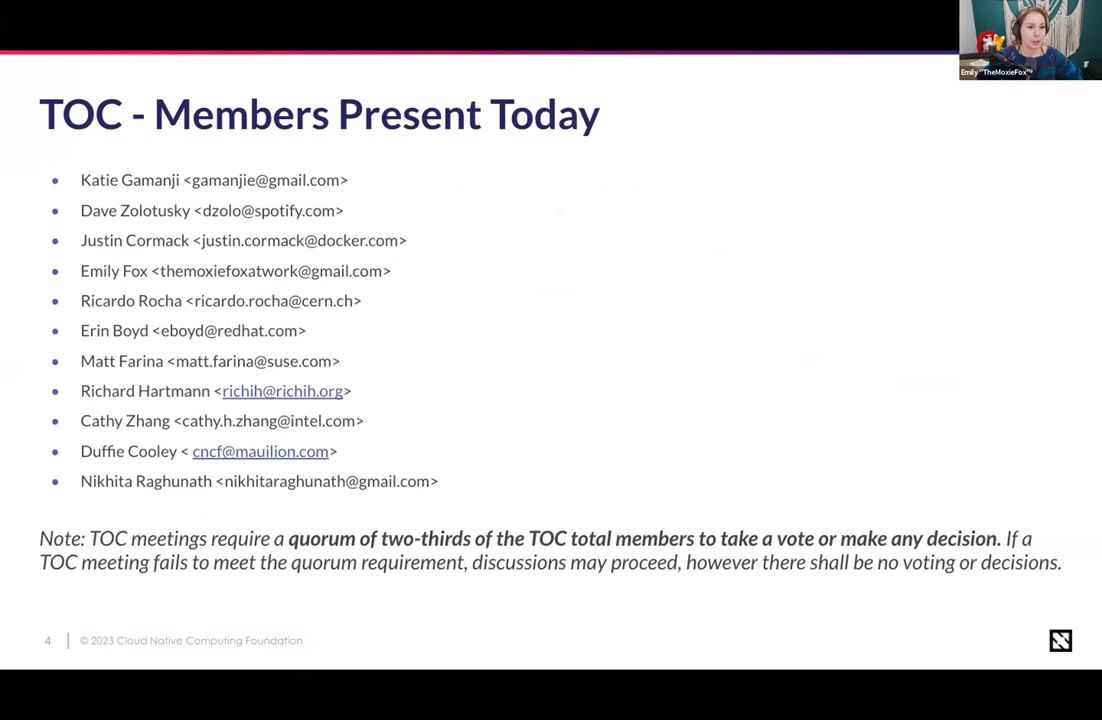 Emily "TheMoxieFox"
TOC - Members Present Today
• Katie Gamanji <gamanjie@gmail.com>
• Dave Zolotusky <dzolo@spotify.com>
• Justin Cormack <justin.cormack@docker.com>
• Emily Fox <themoxiefoxatwork@gmail.com>
• Ricardo Rocha <ricardo.rocha@cern.ch>
• Erin Boyd <eboyd@redhat.com>
• Matt Farina <matt.farina@suse.com>
• Richard Hartmann <richih@richih.org>
• Cathy Zhang <cathy.h.zhang@intel.com>
• Duffie Cooley < cncf@mauilion.com>
• Nikhita Raghunath <nikhitaraghunath@gmail.com>
Note: TOC meetings require a quorum of two-thirds of the TOC total members to take a vote or make any decision. If a
TOC meeting fails to meet the quorum requirement, discussions may proceed, however there shall be no voting or decisions.
4 | © 2023 Cloud Native Computing Foundation